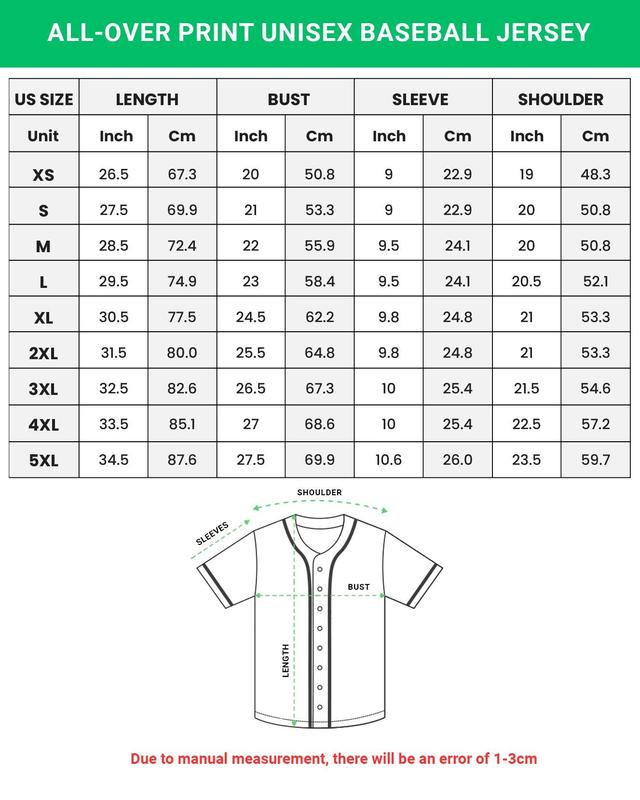 ALL-OVER PRINT UNISEX BASEBALL JERSEY
US SIZE LENGTH BUST SLEEVE SHOULDER
Unit Inch Cm Inch Cm Inch Cm Inch Cm
XS 26.5 67.3 20 50.8 9 22.9 19 48.3
S 27.5 69.9 21 53.3 9 22.9 20 50.8
M 28.5 72.4 22 55.9 9.5 24.1 20 50.8
L 29.5 74.9 23 58.4 9.5 24.1 20.5 52.1
XL 30.5 77.5 24.5 62.2 9.8 24.8 21 53.3
2XL 31.5 80.0 25.5 64.8 9.8 24.8 21 53.3
3XL 32.5 82.6 26.5 67.3 10 25.4 21.5 54.6
4XL 33.5 85.1 27 68.6 10 25.4 22.5 57.2
5XL 34.5 87.6 27.5 69.9 10.6 26.0 23.5 59.7
SHOULDER
SLEEVES
BUST
LENGTH
Due to manual measurement, there will be an error of 1-3cm